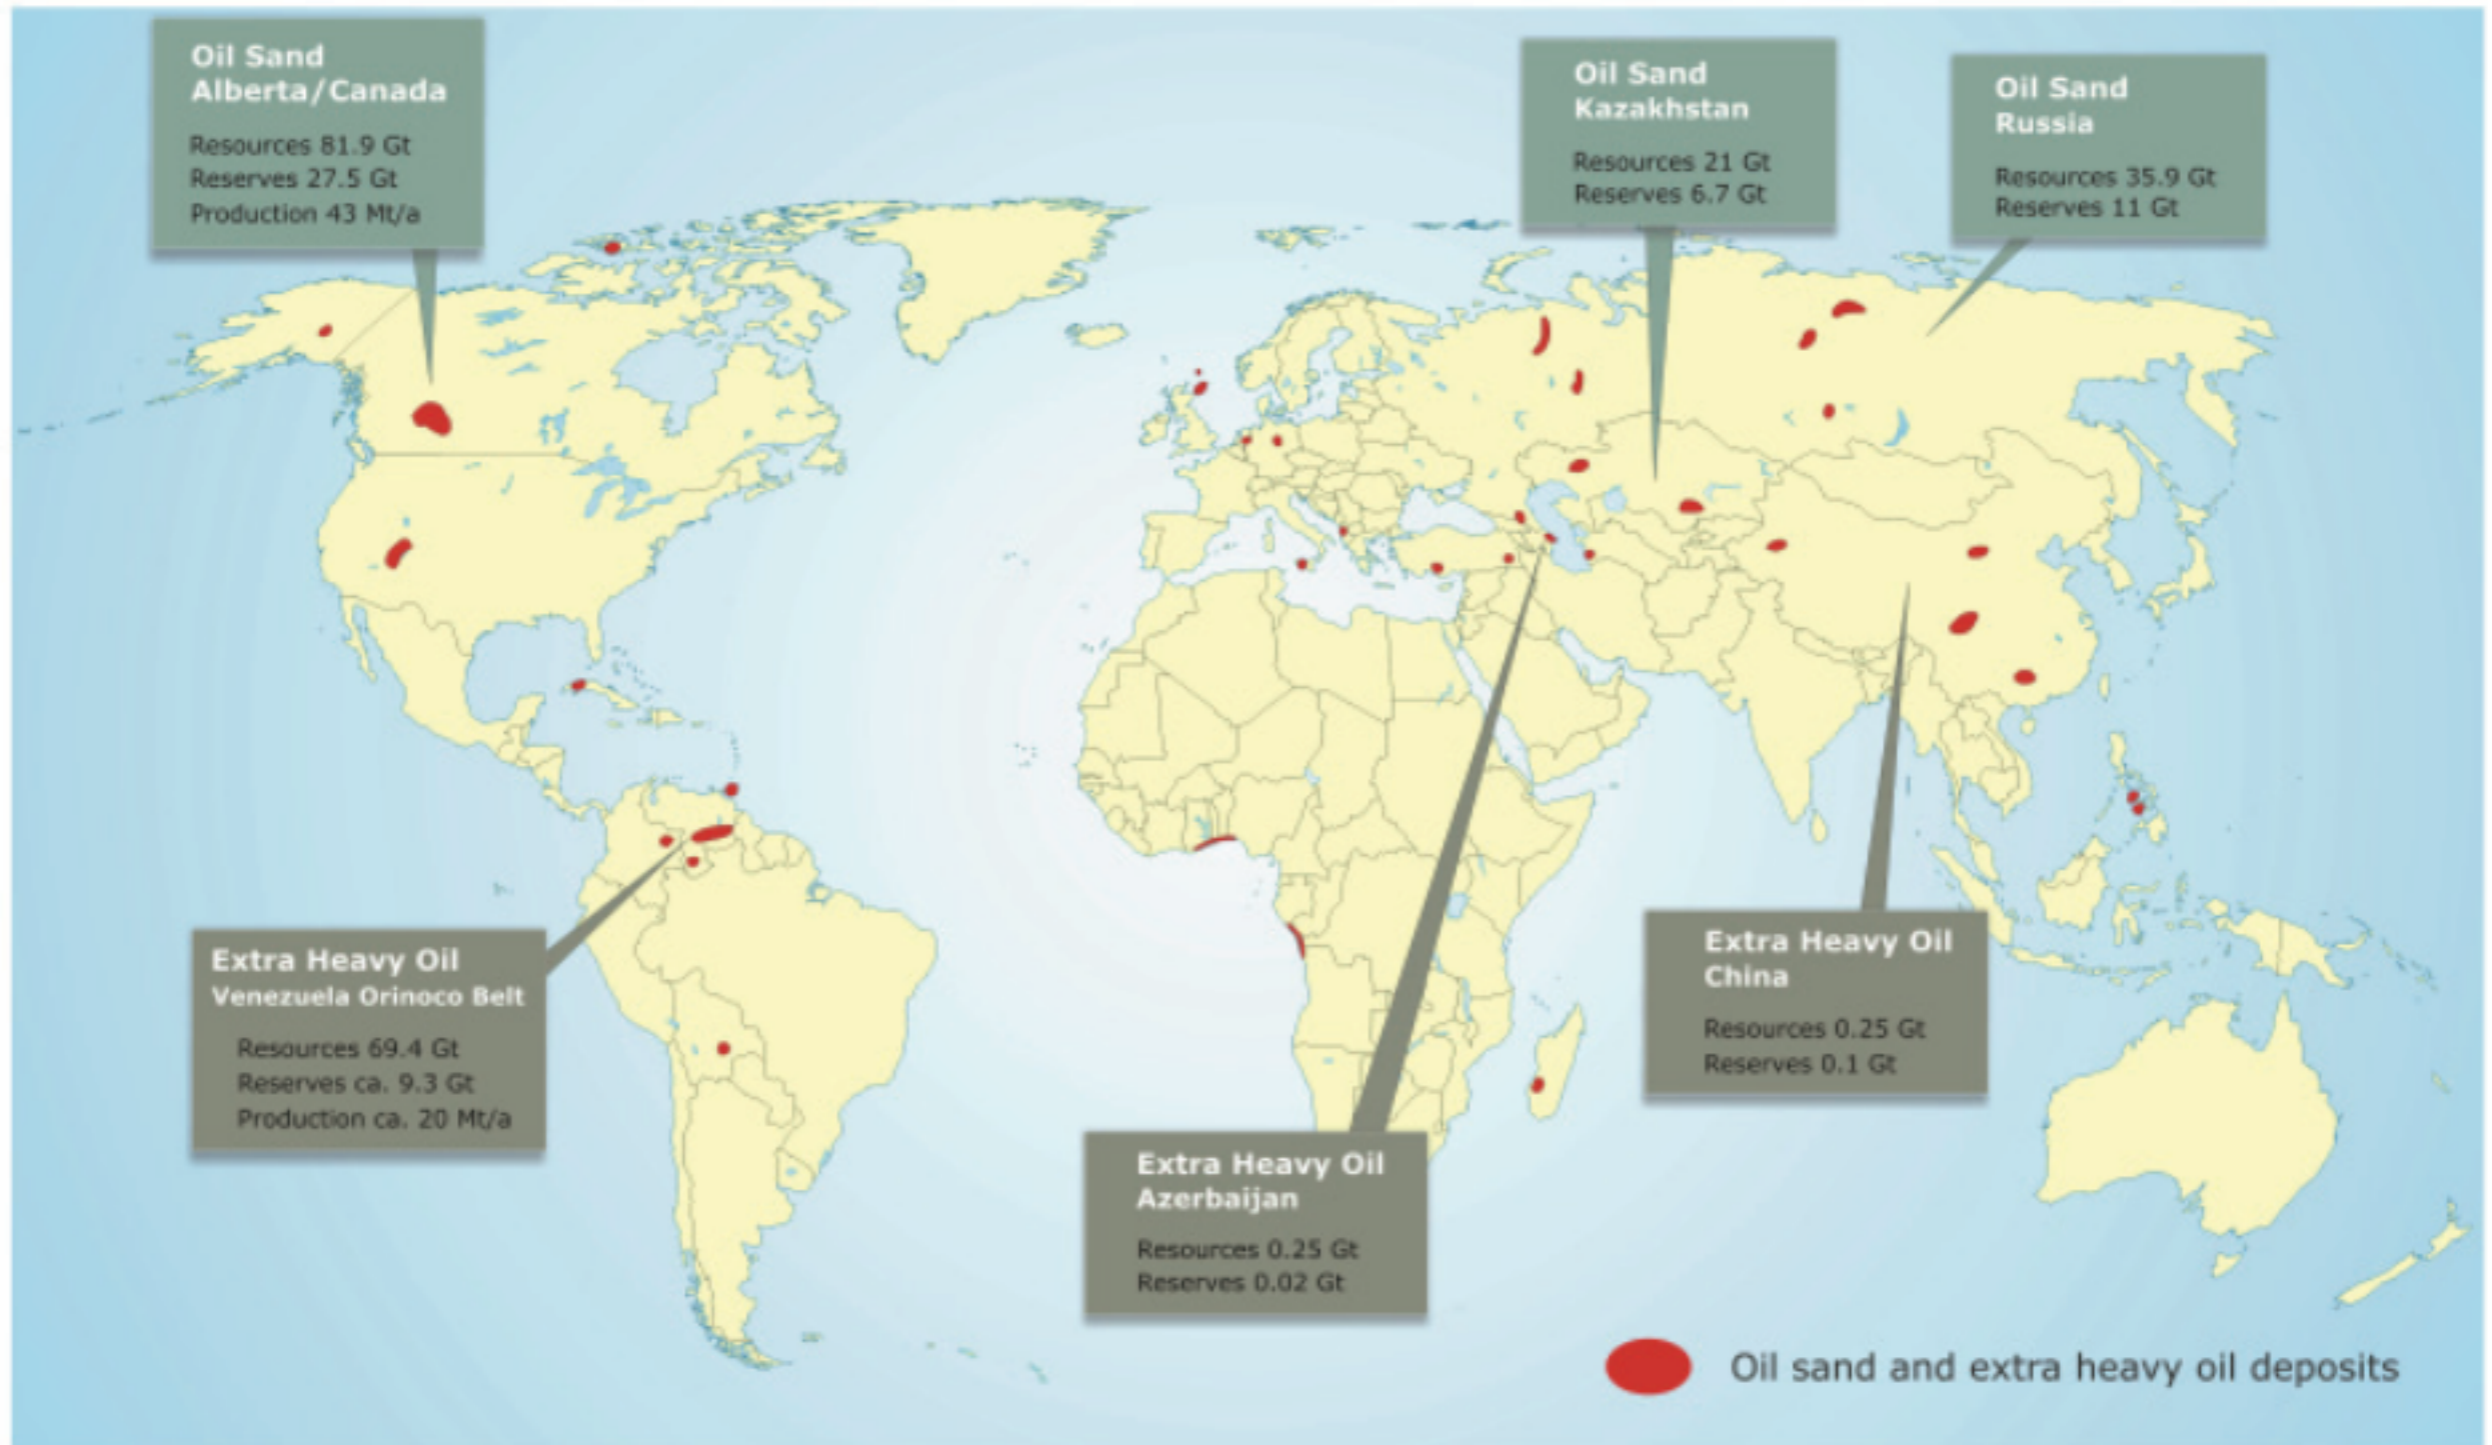 Oil Sand
Alberta/Canada
Resources 81.9 Gt
Reserves 27.5 Gt
Production 43 Mt/a
Oil Sand
Kazakhstan
Resources 21 Gt
Reserves 6.7 Gt
Oil Sand
Russia
Resources 35.9 Gt
Reserves 11 Gt
Extra Heavy Oil
Venezuela Orinoco Belt
Resources 69.4 Gt
Reserves ca. 9.3 Gt
Production ca. 20 Mt/a
Extra Heavy Oil
Azerbaijan
Resources 0.25 Gt
Reserves 0.02 Gt
Extra Heavy Oil
China
Resources 0.25 Gt
Reserves 0.1 Gt
Oil sand and extra heavy oil deposits